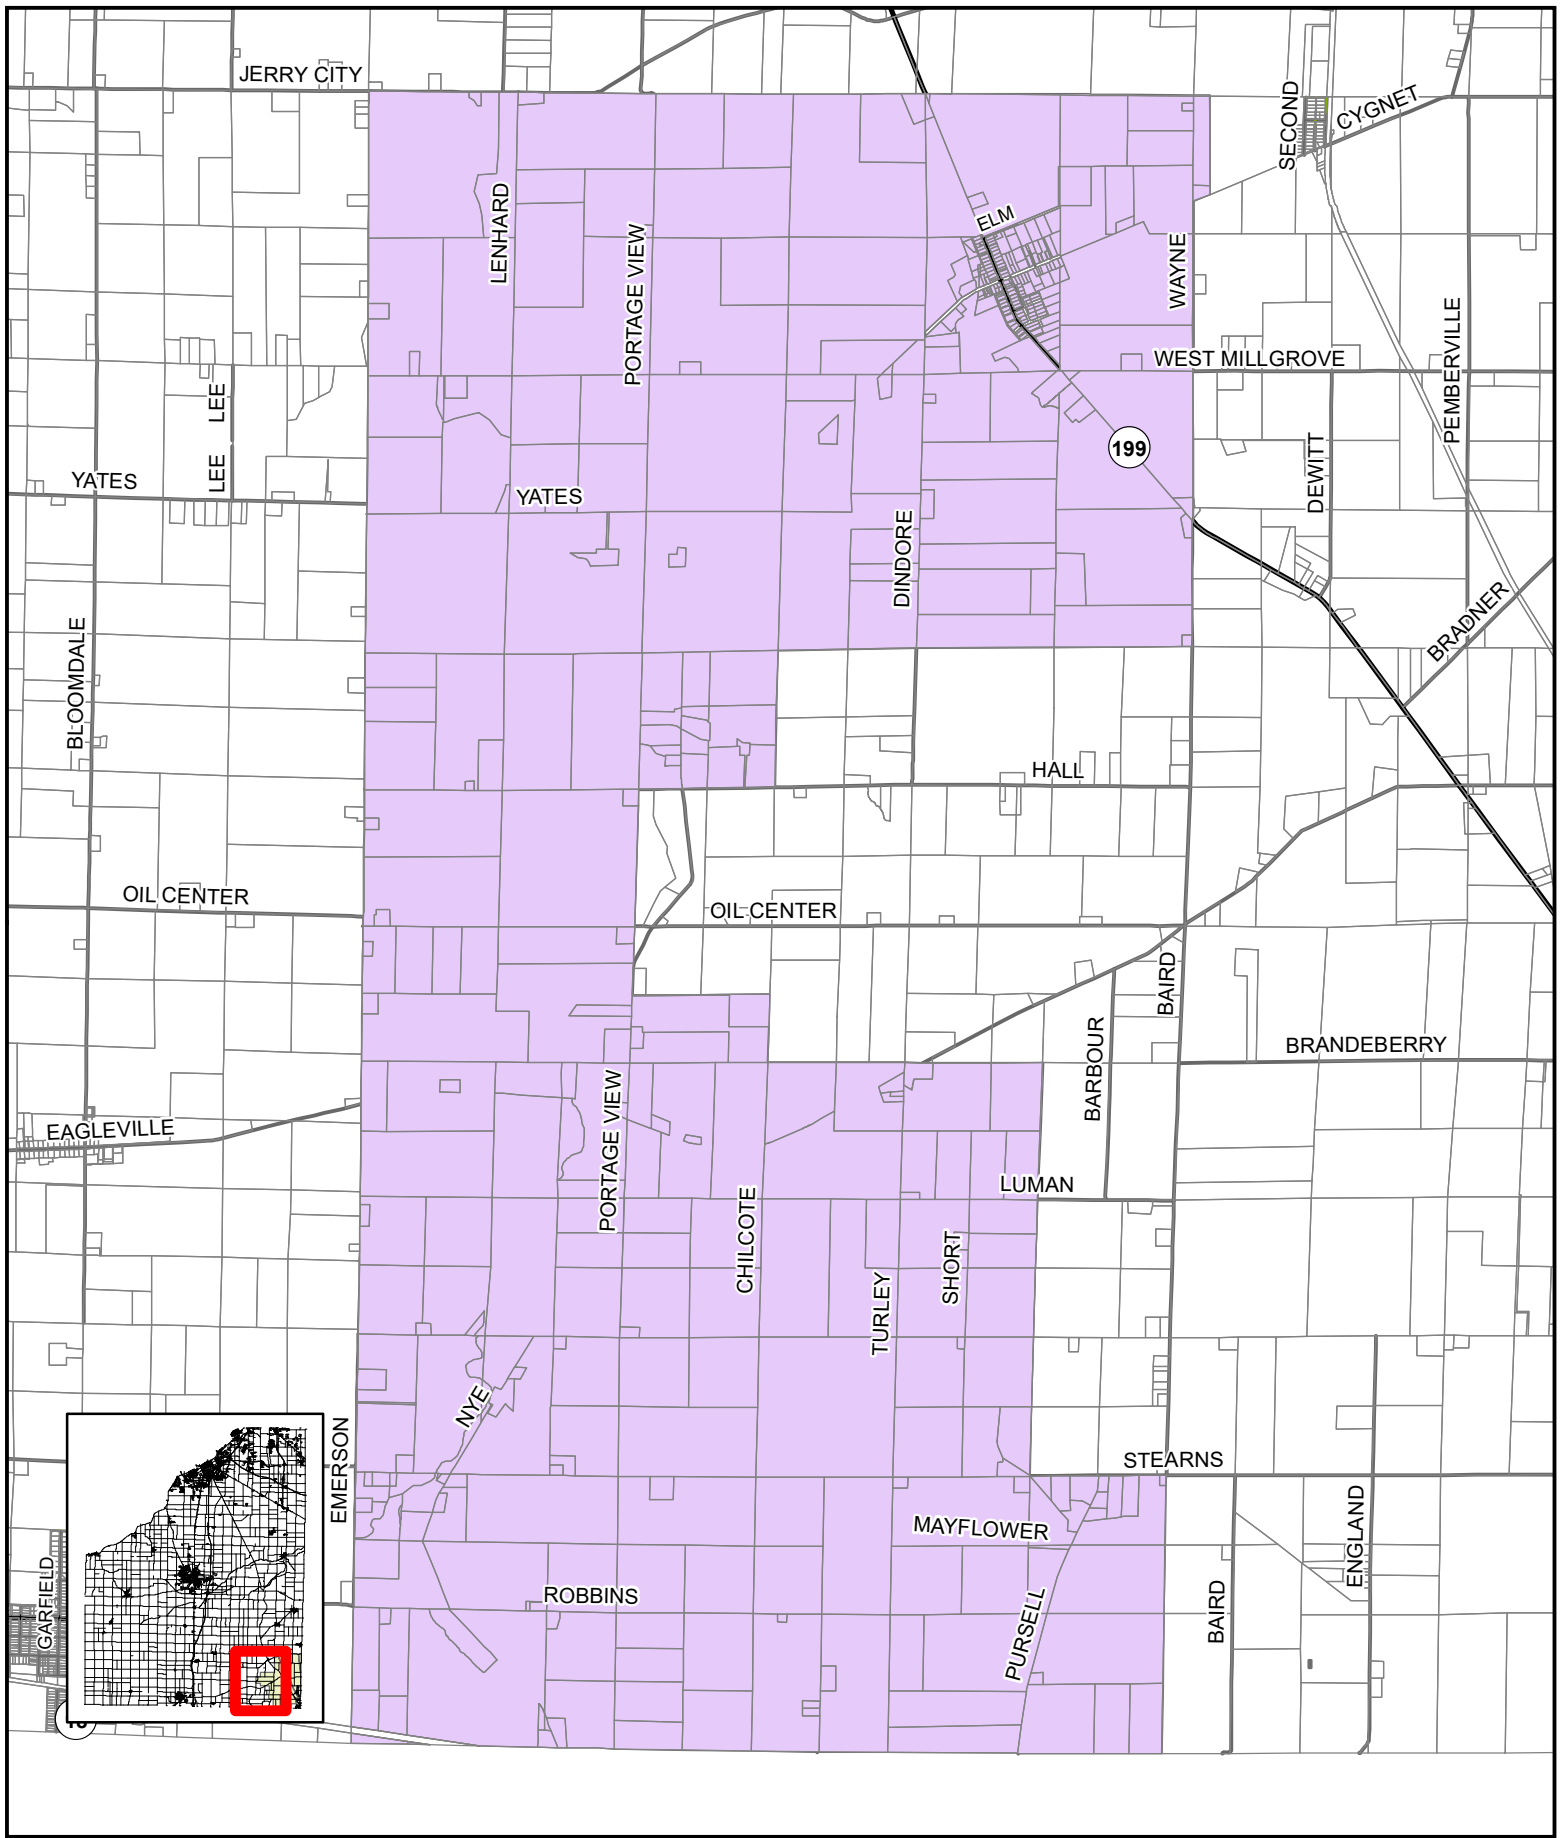 JERRY CITY
SECOND
CYGNET
LENHARD
ELM
PORTAGE VIEW
WAYNE
WEST MILLGROVE
PEMBERVILLE
LEE
LEE
199
DEWITT
YATES
YATES
DINDORE
BRADNER
BLOOMDALE
HALL
OIL CENTER
OIL CENTER
BAIRD
BARBOUR
BRANDEBERRY
EAGLEVILLE
PORTAGE VIEW
LUMAN
CHILCOTE
SHORT
TURLEY
NYE
EMERSON
STEARNS
MAYFLOWER
ENGLAND
GARFIELD
ROBBINS
PURSELL
BAIRD